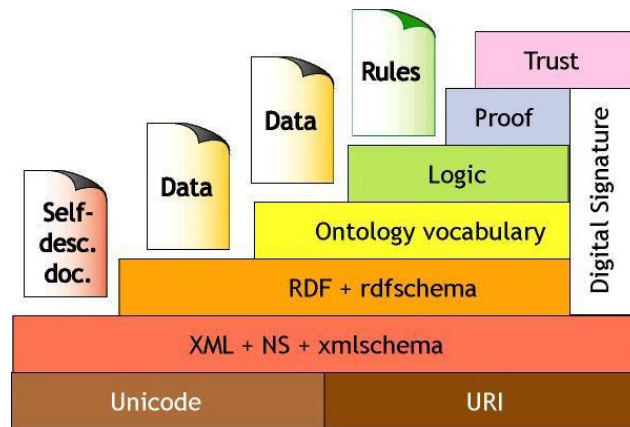 Trust
Rules
Proof
Data
Logic
Data
Digital Signature
Self-
desc.
doc.
Ontology vocabulary
RDF + rdfschema
XML + NS + xmlschema
Unicode
URI